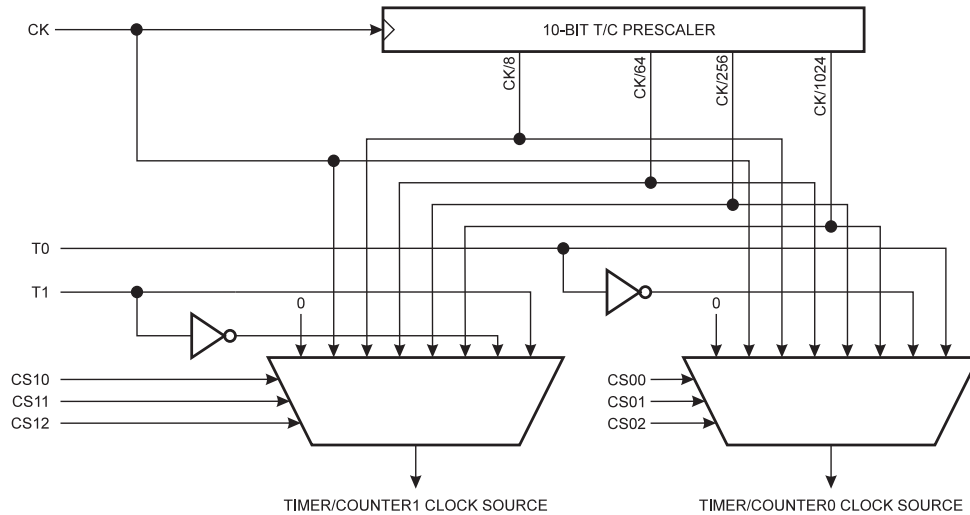 CK
10-BIT T/C PRESCALER
CK/8
CK/64
CK/256
CK/1024
T0
T1
0
0
CS10
CS11
CS12
CS00
CS01
CS02
TIMER/COUNTER1 CLOCK SOURCE
TIMER/COUNTER0 CLOCK SOURCE